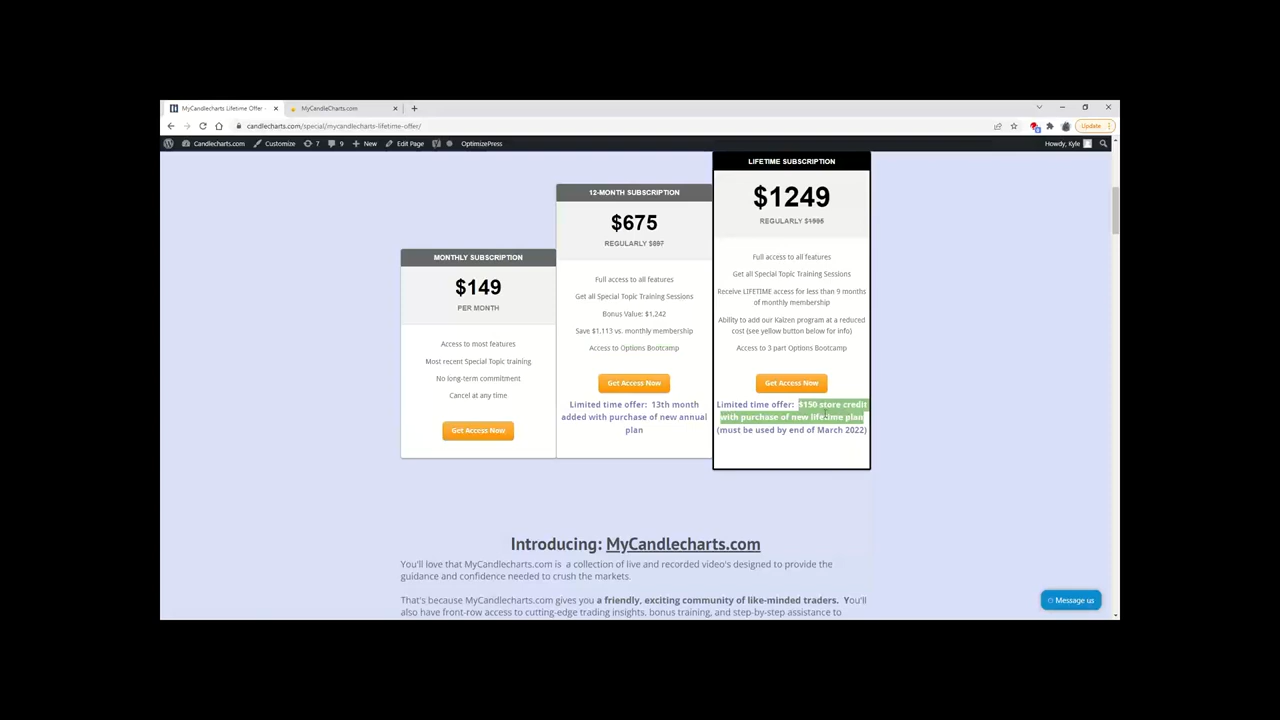 MyCandlecharts Lifetime Offer
MyCandleCharts.com
candlecharts.com/special/mycandlecharts-lifetime-offer/
Update
Candlecharts.com
Customize
7
9
New
Edit Page
OptimizePress
Howdy, Kyle
MONTHLY SUBSCRIPTION
$149
PER MONTH
Access to most features
Most recent Special Topic training
No long-term commitment
Cancel at any time
Get Access Now
12-MONTH SUBSCRIPTION
$675
REGULARLY $897
Full access to all features
Get all Special Topic Training Sessions
Bonus Value: $1,242
Save $1,113 vs. monthly membership
Access to Options Bootcamp
Get Access Now
Limited time offer: 13th month
added with purchase of new annual
plan
LIFETIME SUBSCRIPTION
$1249
REGULARLY $1995
Full access to all features
Get all Special Topic Training Sessions
Receive LIFETIME access for less than 9 months
of monthly membership
Ability to add our Kaizen program at a reduced
cost (see yellow button below for info)
Access to 3 part Options Bootcamp
Get Access Now
Limited time offer: $150 store credit
with purchase of new lifetime plan
(must be used by end of March 2022)
Introducing: MyCandlecharts.com
You'll love that MyCandlecharts.com is a collection of live and recorded video's designed to provide the
guidance and confidence needed to crush the markets.
That's because MyCandlecharts.com gives you a friendly, exciting community of like-minded traders. You'll
also have front-row access to cutting-edge trading insights, bonus training, and step-by-step assistance to
Message us